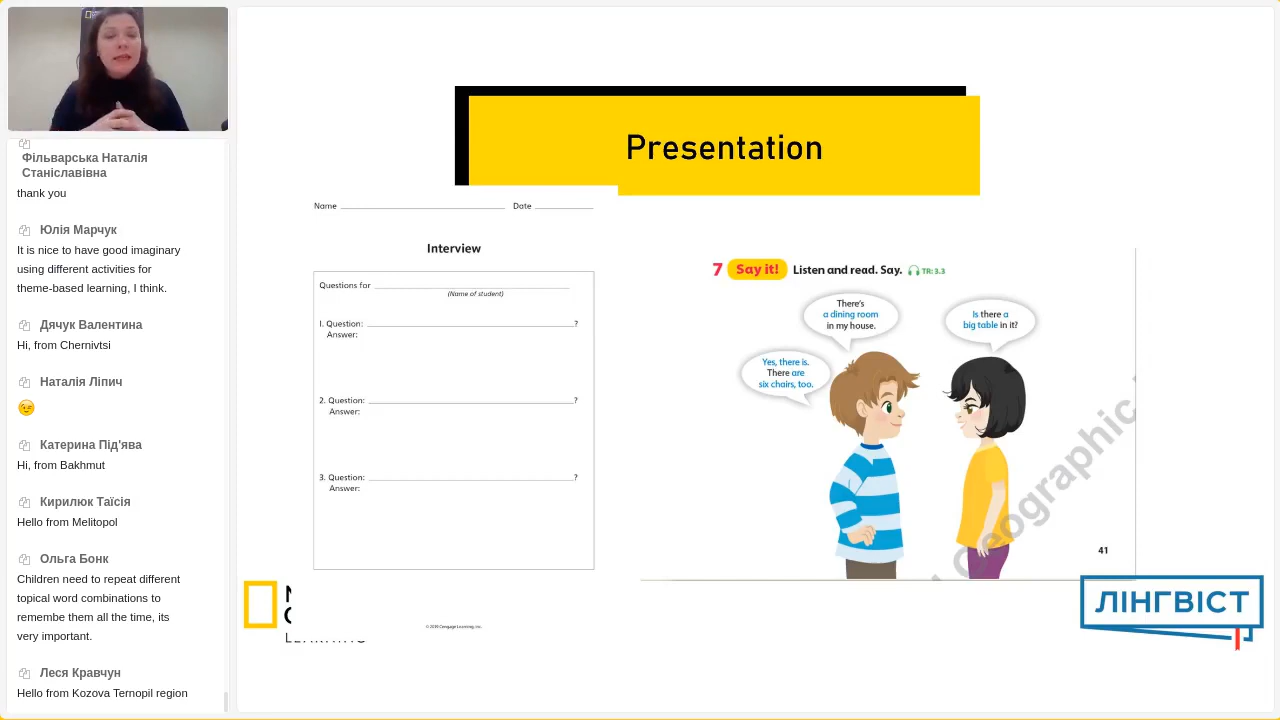 Фільварська Наталія
Станіславівна
thank you
Юлія Марчук
It is nice to have good imaginary
using different activities for
theme-based learning, I think.
Дячук Валентина
Hi, from Chernivtsi
Наталія Ліпич
Катерина Під'ява
Hi, from Bakhmut
Кирилюк Таїсія
Hello from Melitopol
Ольга Бонк
Children need to repeat different
topical word combinations to
remembe them all the time, its
very important.
Леся Кравчун
Hello from Kozova Ternopil region
Presentation
Name Date
Interview
Questions for
(Name of student)
1. Question: ?
Answer:
2. Question: ?
Answer:
3. Question: ?
Answer:
© 2019 Cengage Learning, Inc.
7 Say it! Listen and read. Say. TR: 3.3
There's
a dining room
in my house.
Is there a
big table in it?
Yes, there is.
There are
six chairs, too.
Geographic
41
ЛІНГВІСТ